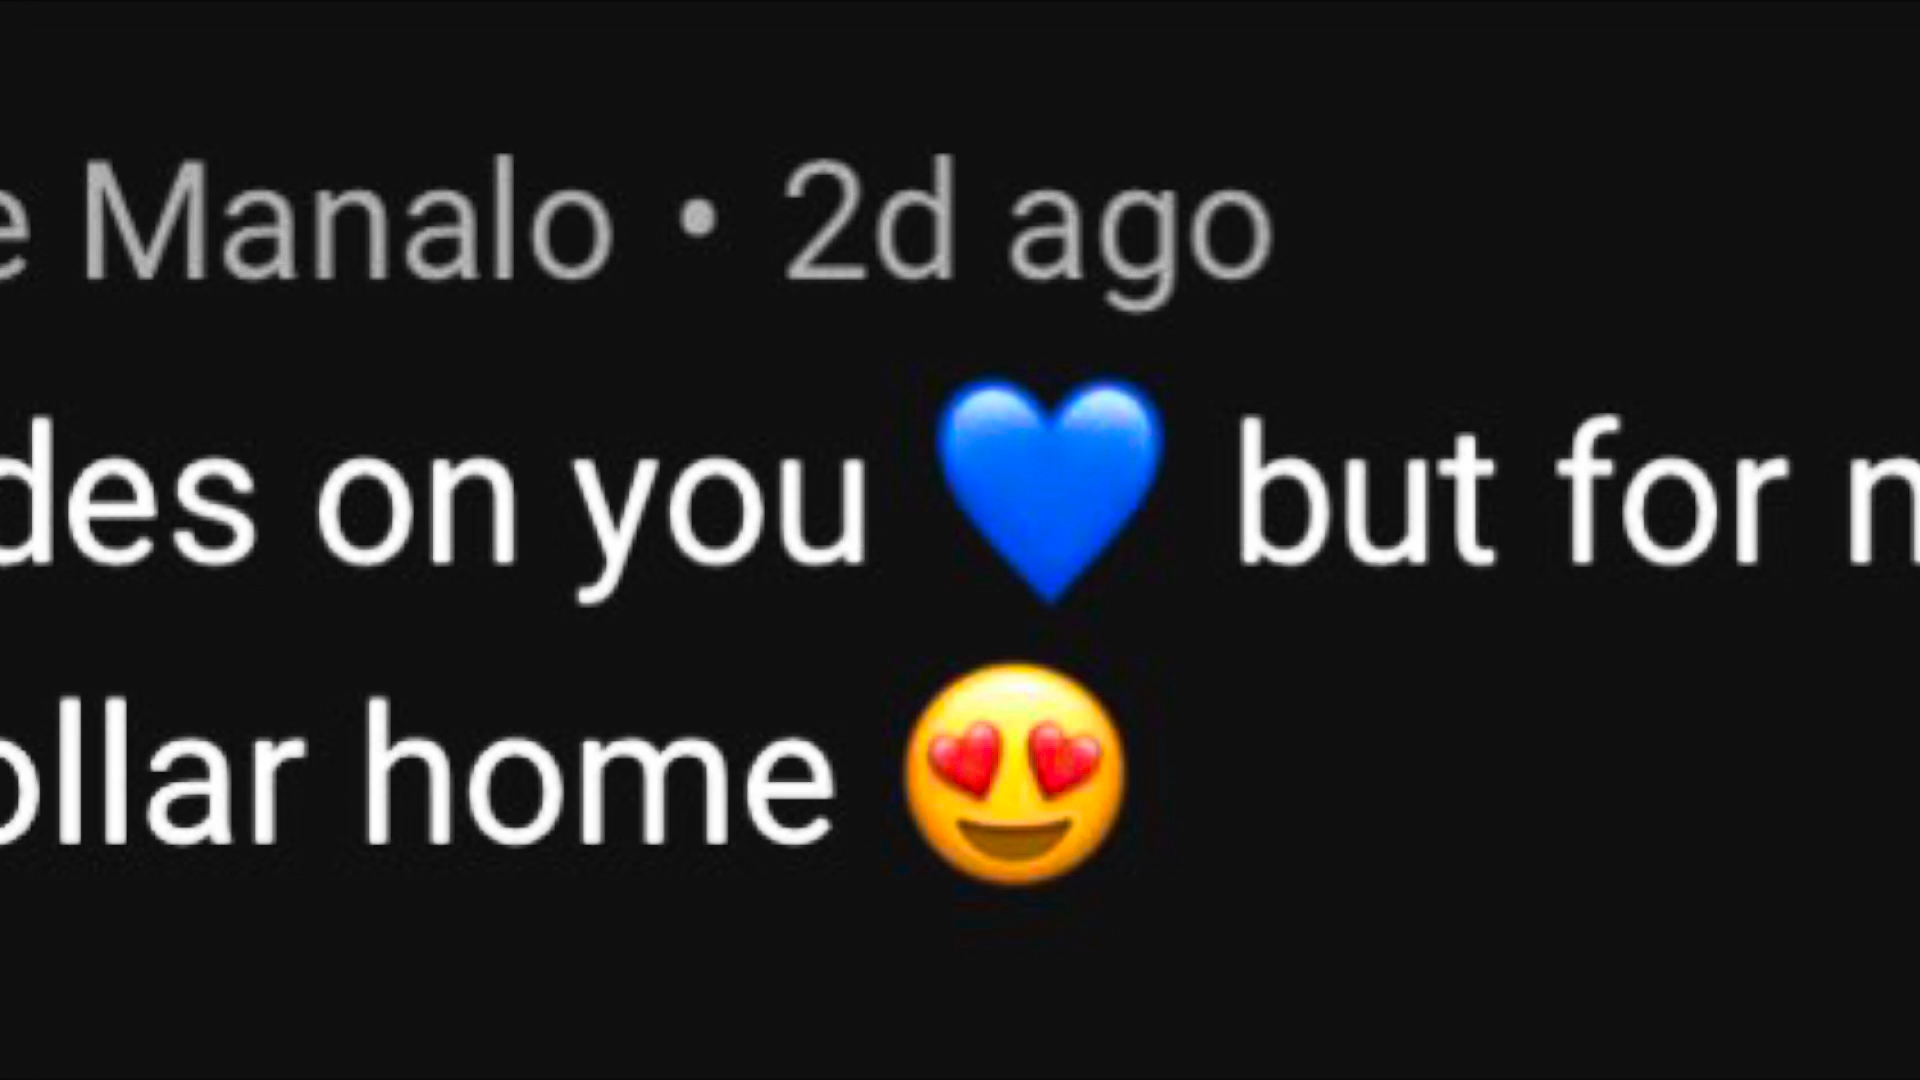 e Manalo • 2d ago
des on you 💙 but for n
ollar home 😍